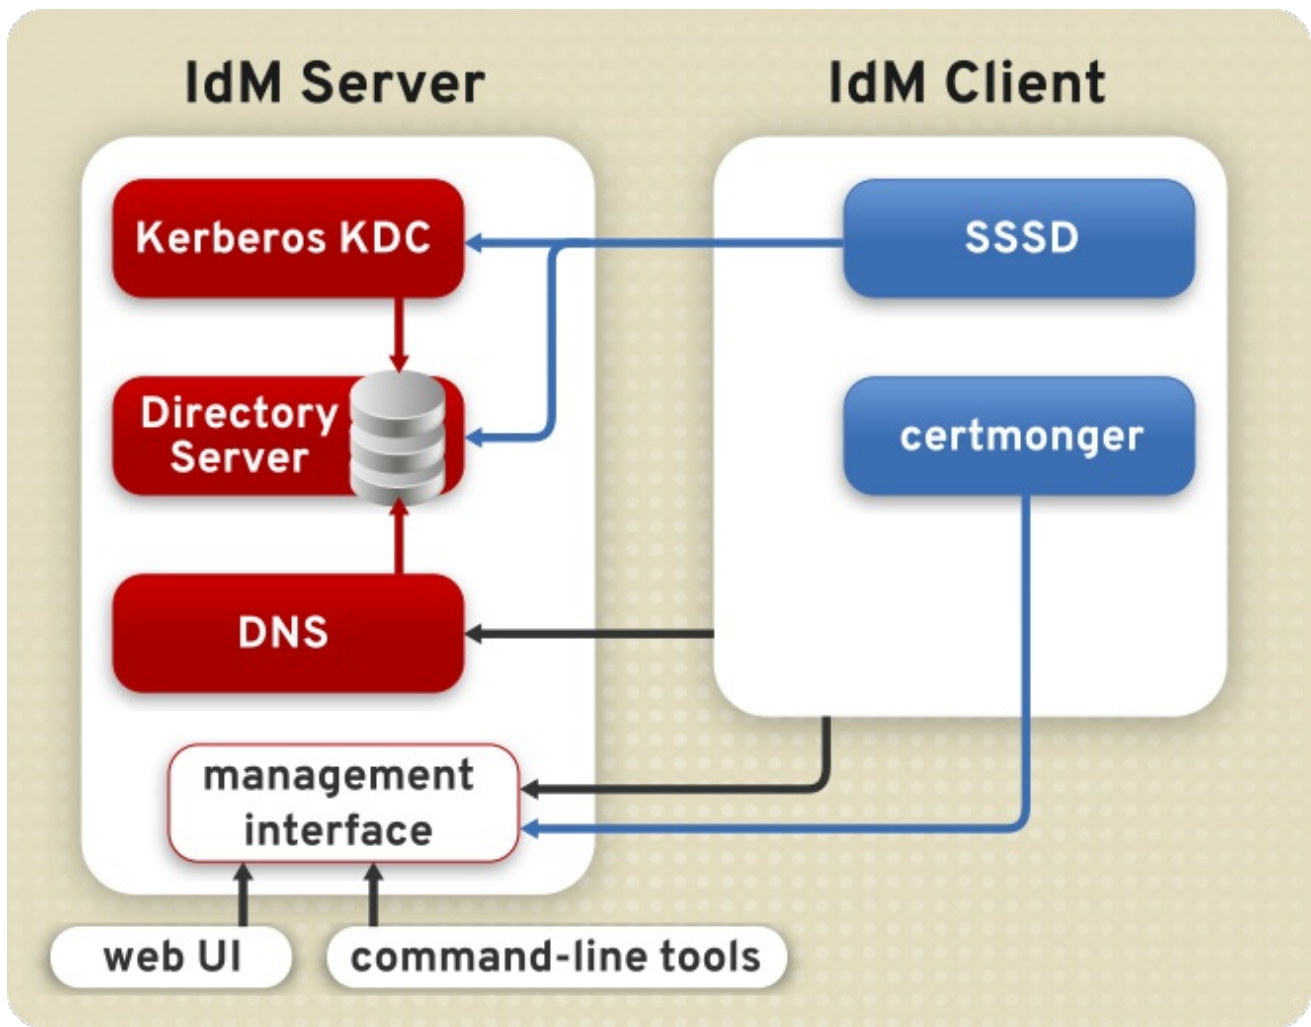 IdM Server
IdM Client
Kerberos KDC
SSSD
Directory
Server
certmonger
DNS
management
interface
web UI
command-line tools